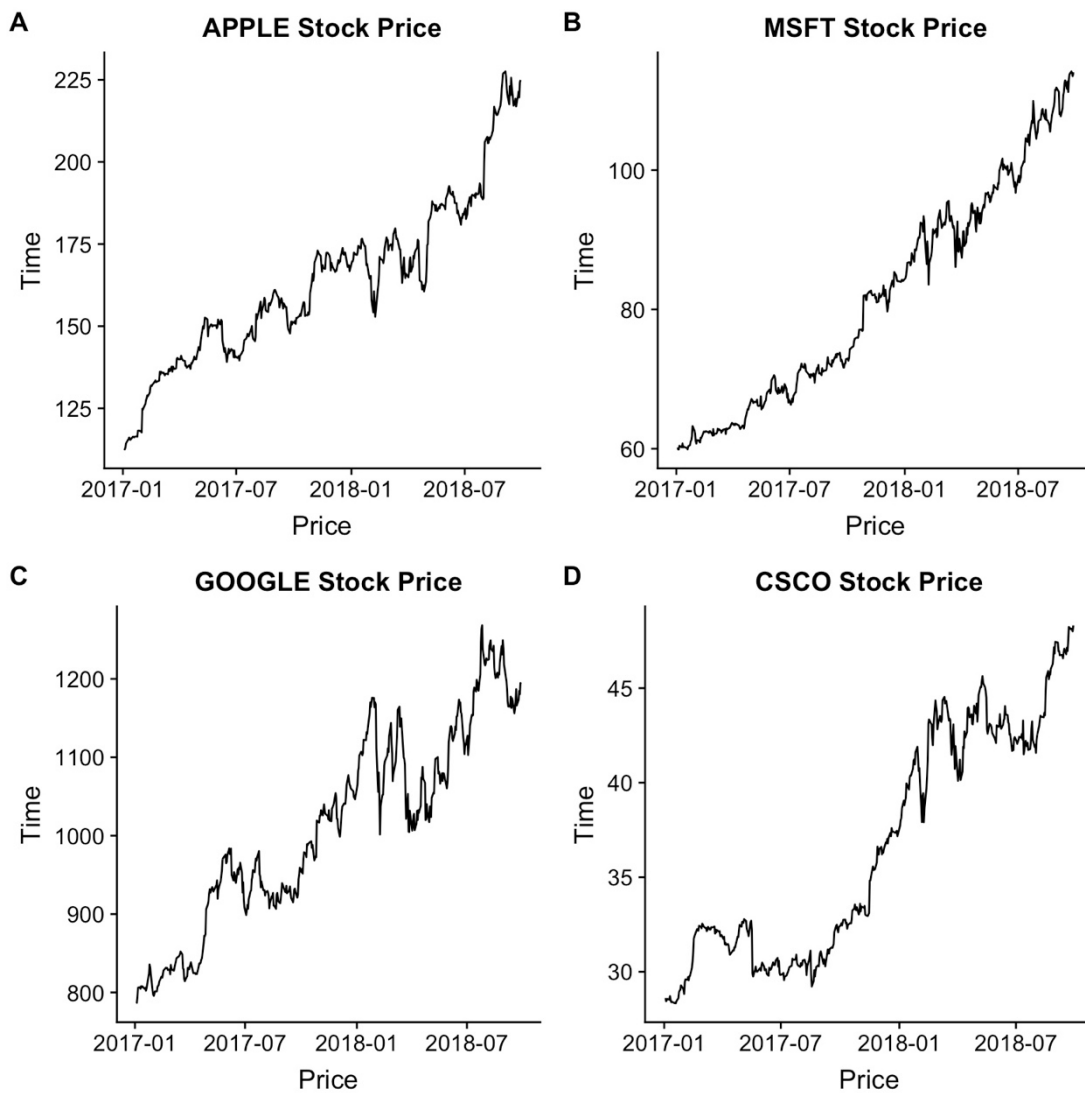 A
APPLE Stock Price
225
200
175
150
125
Time
2017-01 2017-07 2018-01 2018-07
Price
B
MSFT Stock Price
100
80
60
Time
2017-01 2017-07 2018-01 2018-07
Price
C
GOOGLE Stock Price
1200
1100
1000
900
800
Time
2017-01 2017-07 2018-01 2018-07
Price
D
CSCO Stock Price
45
40
35
30
Time
2017-01 2017-07 2018-01 2018-07
Price